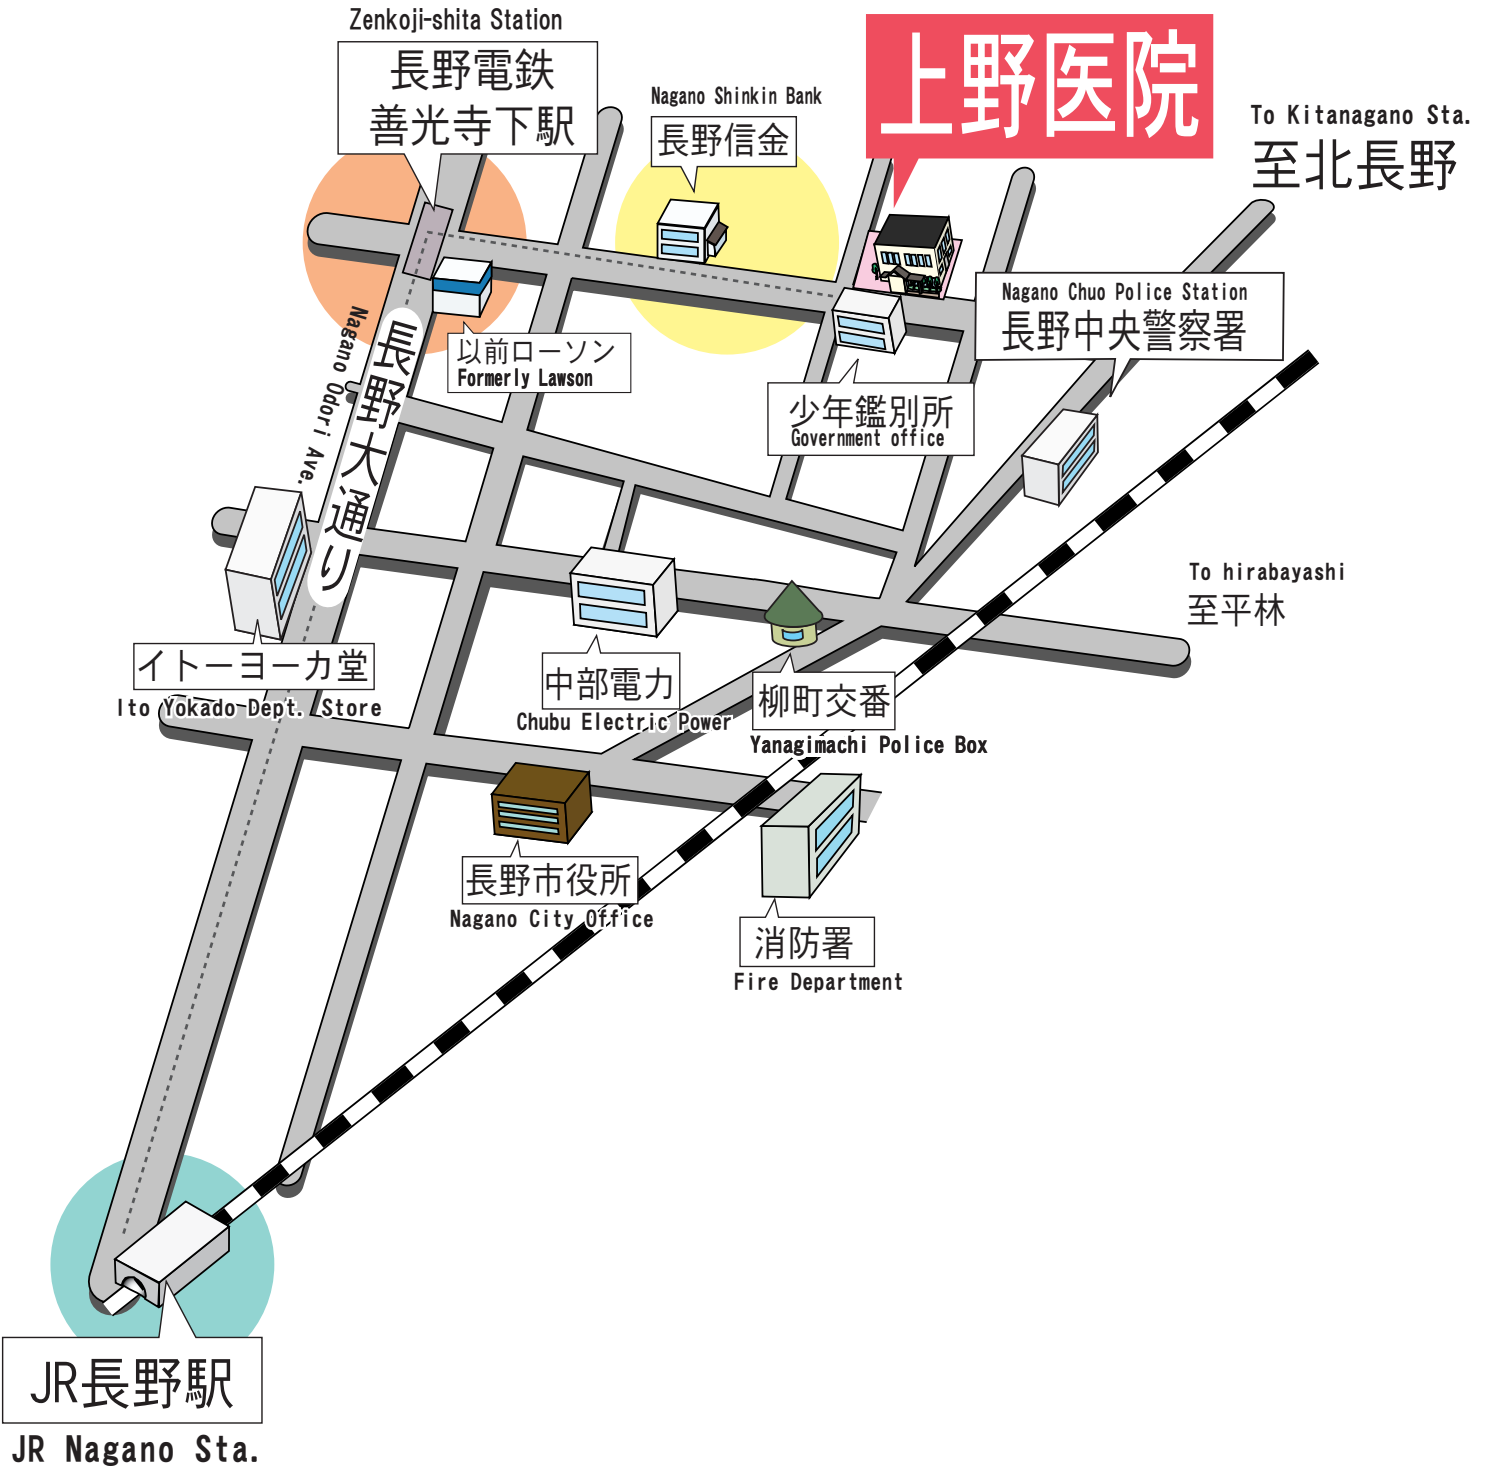 Zenkoji-shita Station
長野電鉄
善光寺下駅
Nagano Shinkin Bank
長野信金
上野医院
To Kitanagano Sta.
至北長野
Nagano Chuo Police Station
長野中央警察署
以前ローソン
Formerly Lawson
Nagano Odori Ave.
長野大通り
少年鑑別所
Government office
To hirabayashi
至平林
イトーヨーカ堂
Ito Yokado Dept. Store
中部電力
Chubu Electric Power
柳町交番
Yanagimachi Police Box
長野市役所
Nagano City Office
消防署
Fire Department
JR長野駅
JR Nagano Sta.